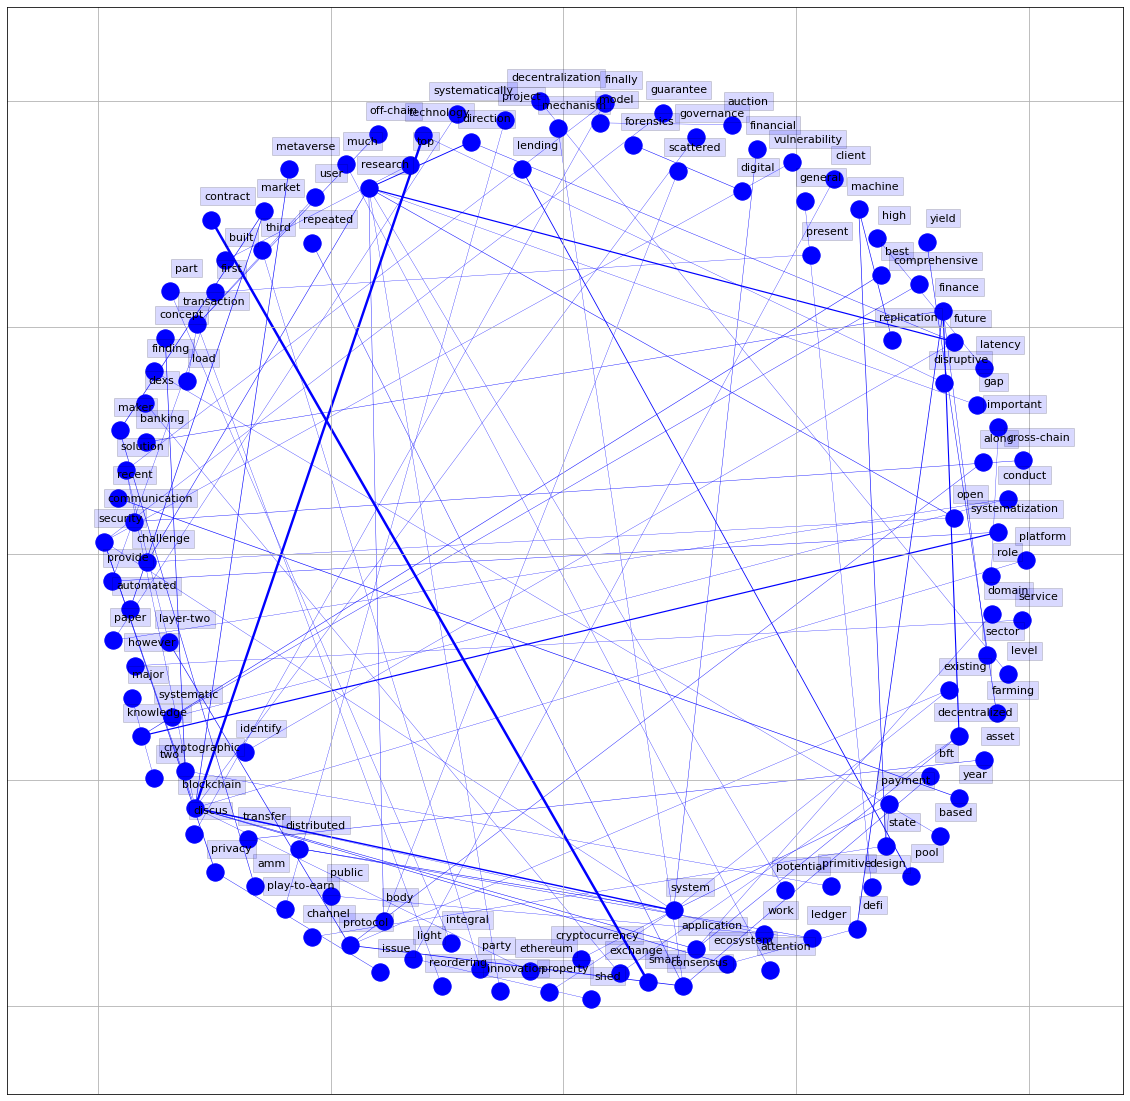 decentralization
finally
systematically
guarantee
project
model
auction
mechanism
off-chain
technology
governance
direction
forensics
financial
metaverse
much
top
lending
scattered
vulnerability
research
client
user
digital
contract
market
general
machine
repeated
high
yield
third
built
present
best
part
first
comprehensive
transaction
finance
concept
replication
future
finding
load
latency
disruptive
dexs
gap
make
banking
important
solution
along
cross-chain
recent
conduct
communication
open
security
systematization
challenge
platform
provide
role
automated
domain
paper
layer-two
service
sector
however
level
major
existing
systematic
farming
knowledge
decentralized
identify
asset
cryptographic
two
bft
year
blockchain
payment
discus
transfer
based
distributed
state
privacy
amm
public
potential
primitive
design
pool
play-to-earn
body
system
channel
protocol
integral
application
work
ledger
defi
issue
light
party
ethereum
cryptocurrency
exchange
ecosystem
attention
reordering
innovation
property
smart
consensus
shed